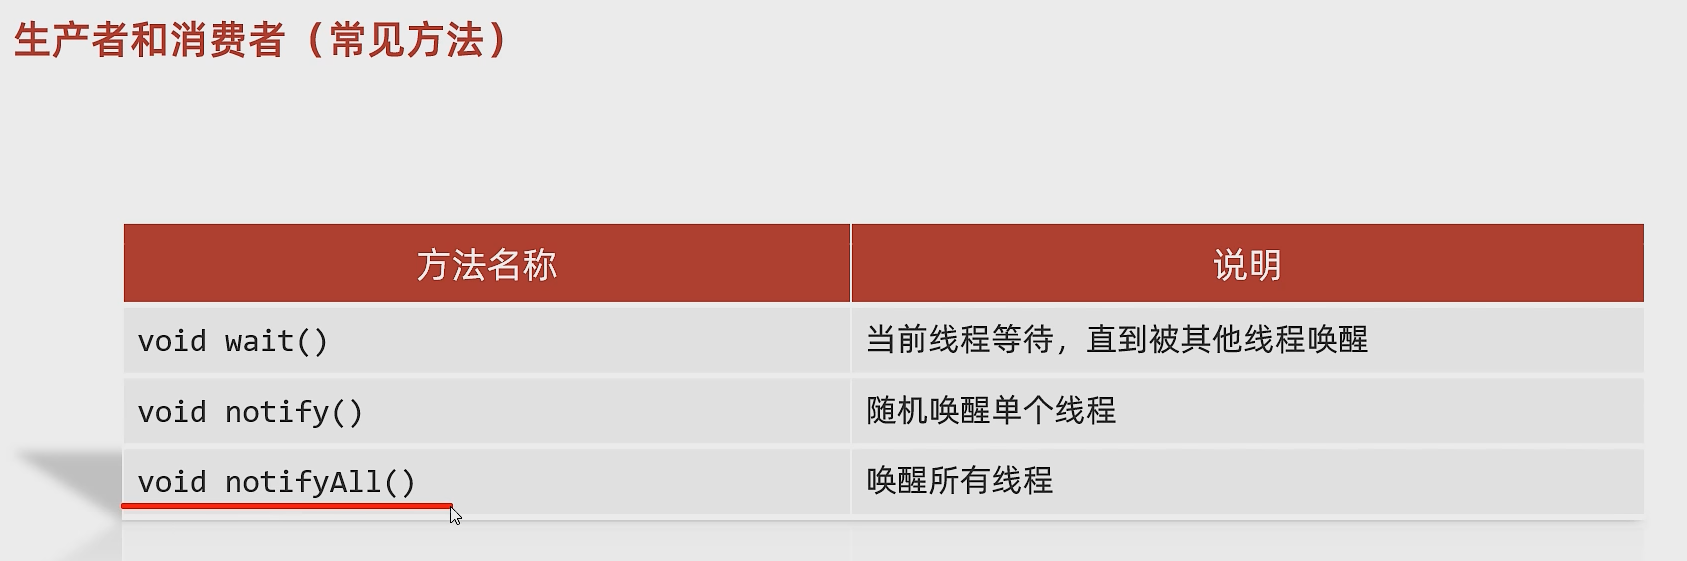 生产者和消费者（常见方法）
方法名称 说明
void wait() 当前线程等待，直到被其他线程唤醒
void notify() 随机唤醒单个线程
void notifyAll() 唤醒所有线程